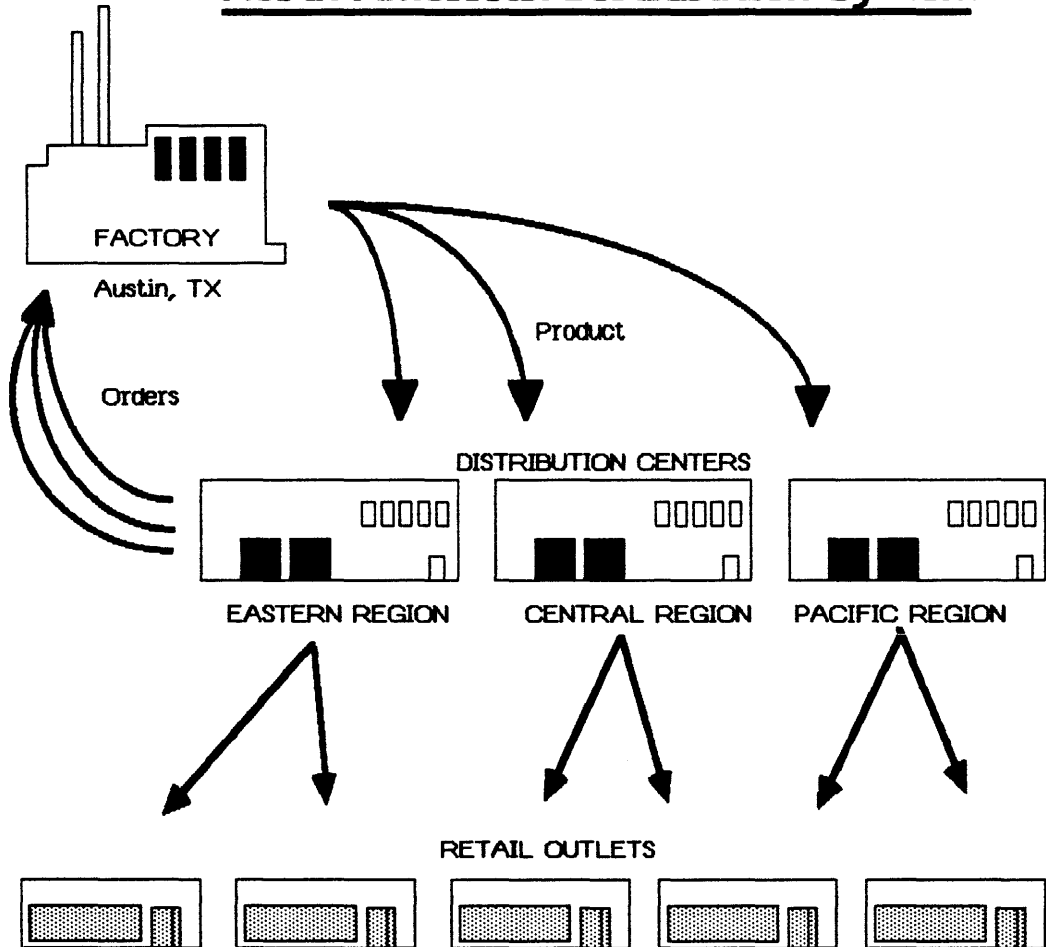 FACTORY
Austin, TX
Product
Orders
DISTRIBUTION CENTERS
EASTERN REGION
CENTRAL REGION
PACIFIC REGION
RETAIL OUTLETS